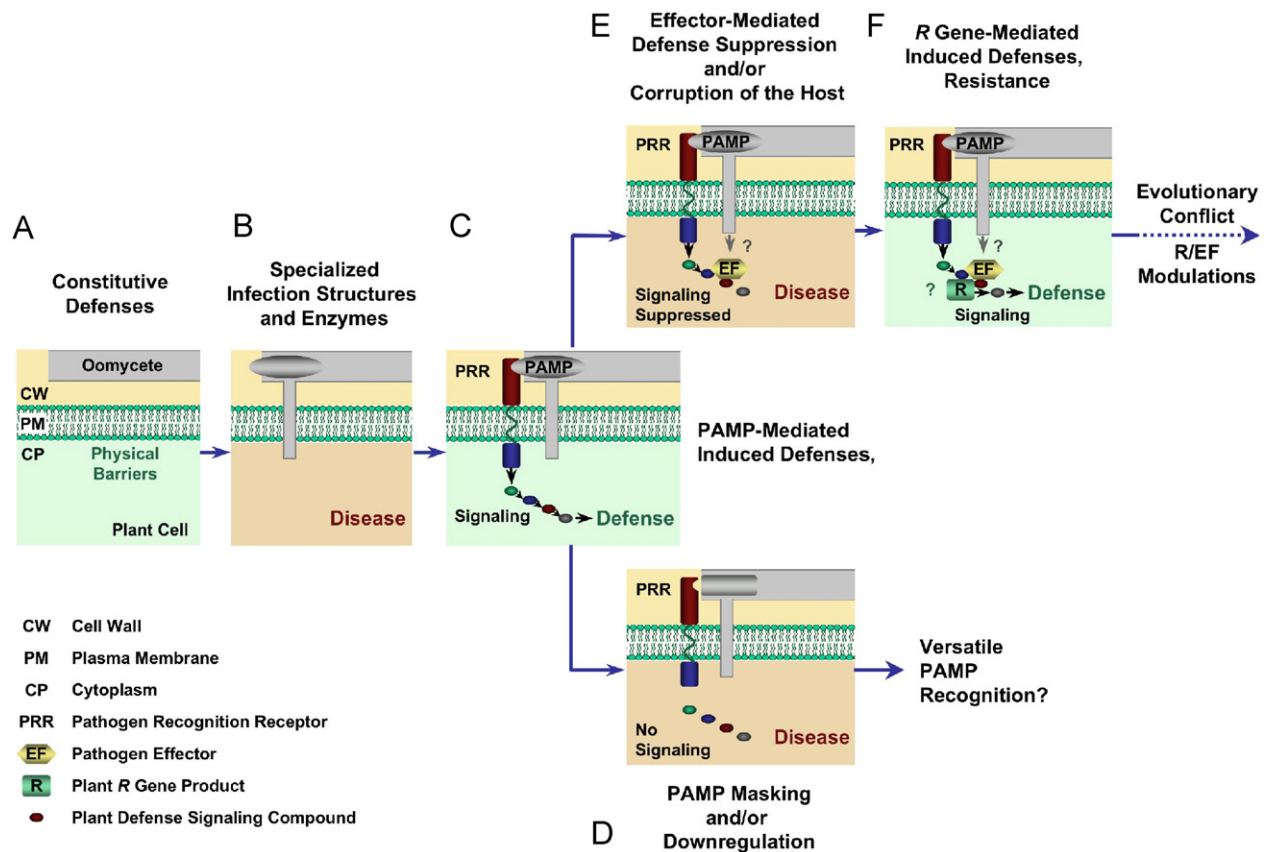 A
Constitutive
Defenses
Oomycete
CW
PM
CP
Physical
Barriers
Plant Cell
B
Specialized
Infection Structures
and Enzymes
Disease
C
PRR
PAMP
Signaling
Defense
PAMP-Mediated
Induced Defenses,
E
Effector-Mediated
Defense Suppression
and/or
Corruption of the Host
PRR
PAMP
?
EF
Signaling
Suppressed
Disease
F
R Gene-Mediated
Induced Defenses,
Resistance
PRR
PAMP
?
EF
?
R
Defense
Signaling
Evolutionary
Conflict
R/EF
Modulations
PRR
No
Signaling
Disease
D
PAMP Masking
and/or
Downregulation
Versatile
PAMP
Recognition?
CW Cell Wall
PM Plasma Membrane
CP Cytoplasm
PRR Pathogen Recognition Receptor
EF Pathogen Effector
R Plant R Gene Product
Plant Defense Signaling Compound